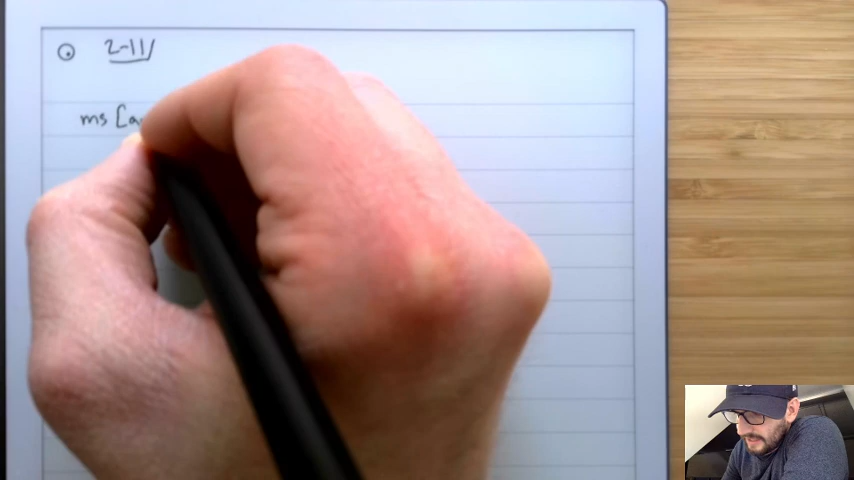 ⊙ 2-11/
ms [a